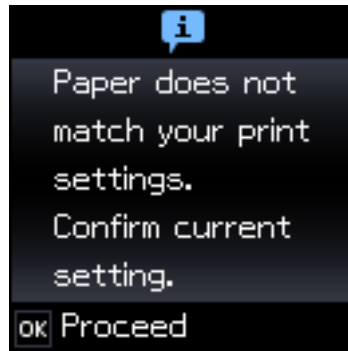 i
Paper does not
match your print
settings.
Confirm current
setting.
OK Proceed